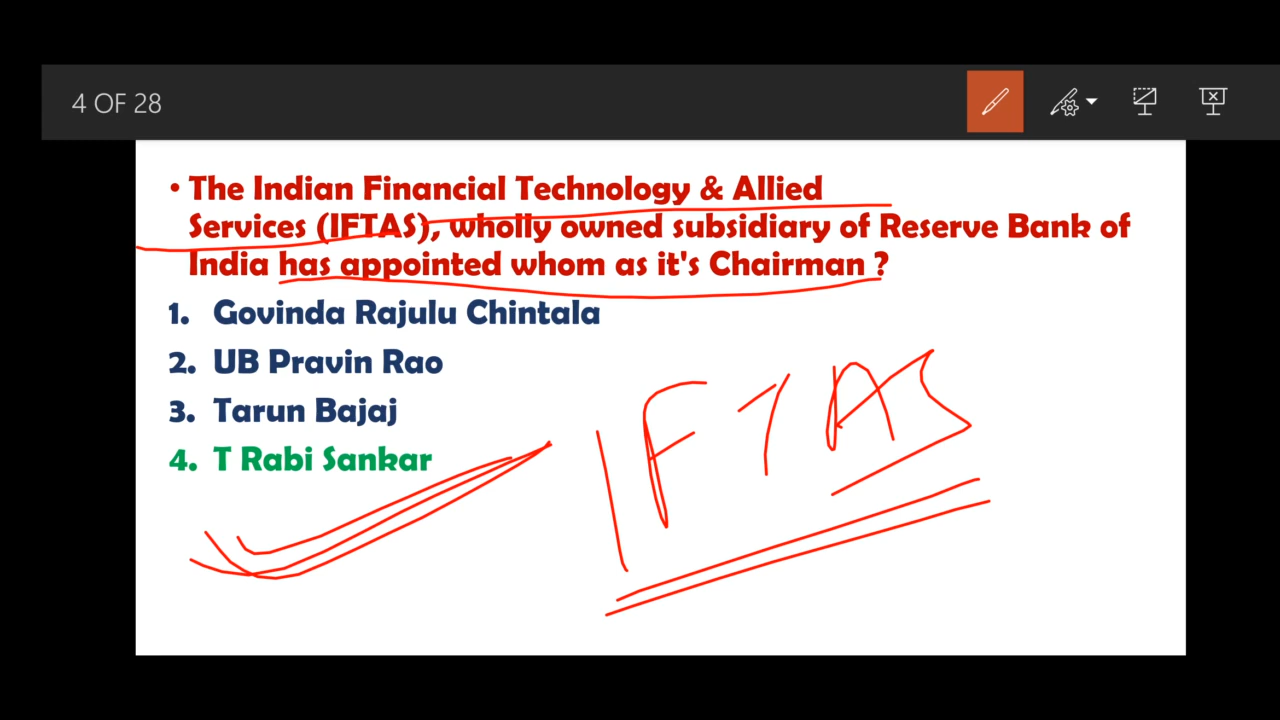 4 OF 28
• The Indian Financial Technology & Allied
Services (IFTAS), wholly owned subsidiary of Reserve Bank of
India has appointed whom as it's Chairman ?
1. Govinda Rajulu Chintala
2. UB Pravin Rao
3. Tarun Bajaj
4. T Rabi Sankar
IFTAS